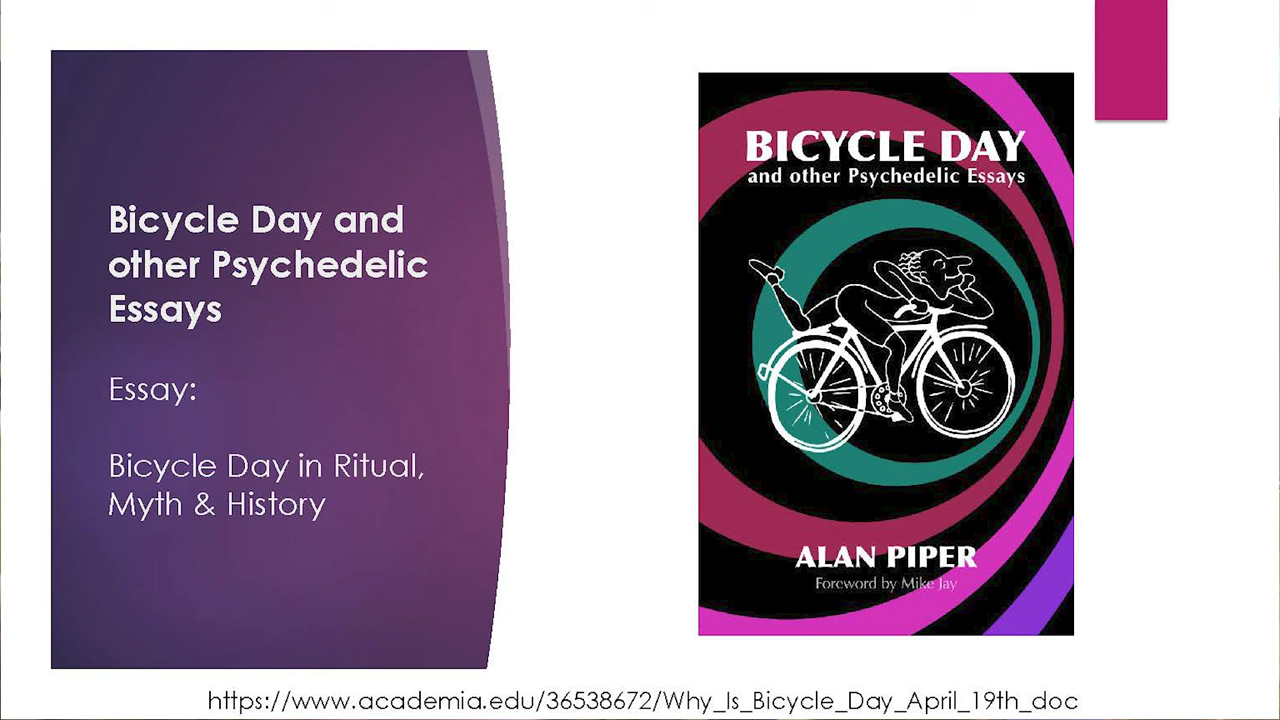 Bicycle Day and
other Psychedelic
Essays
Essay:
Bicycle Day in Ritual,
Myth & History
BICYCLE DAY
and other Psychedelic Essays
ALAN PIPER
Foreword by Mike Jay
https://www.academia.edu/36538672/Why_Is_Bicycle_Day_April_19th_doc